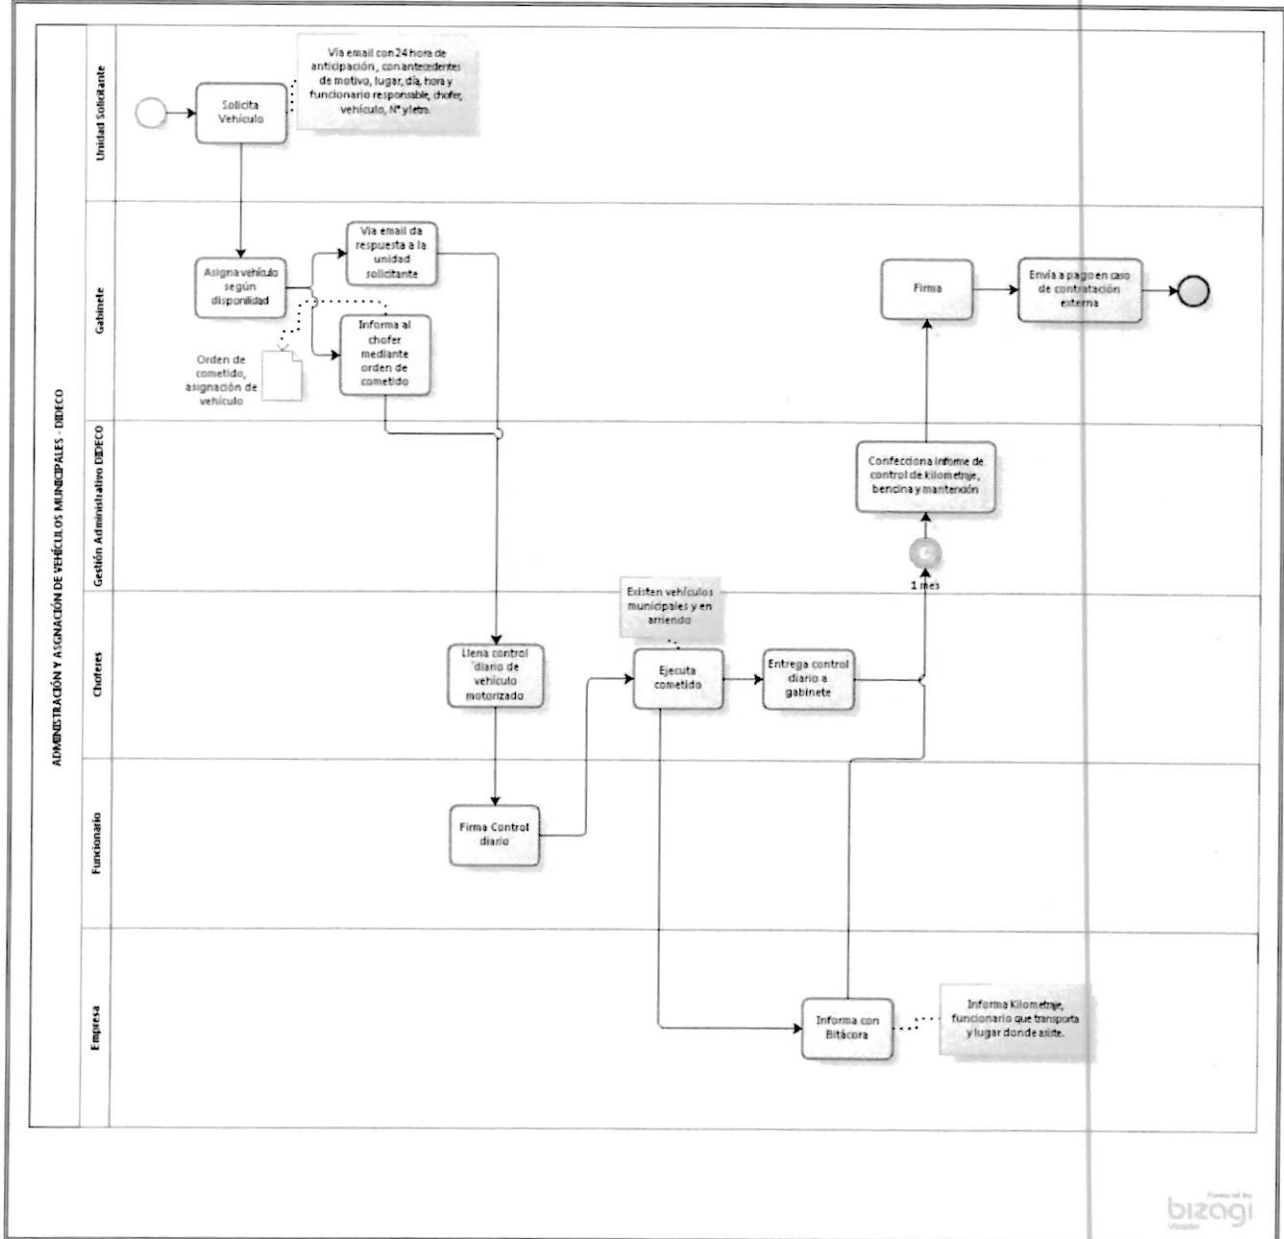 ADMINISTRACIÓN Y ASIGNACIÓN DE VEHÍCULOS MUNICIPALES - DIDECO
Unidad Solicitante
Solicita
Vehículo
Vía email con 24 hora de
anticipación, con antecedentes
de motivo, lugar, día, hora y
funcionario responsable, chofer,
vehículo, N° y letra.
Gabinete
Asigna vehículo
según
disponilidad
Vía email da
respuesta a la
unidad
solicitante
Informa al
chofer
mediante
orden de
cometido
Orden de
cometido,
asignación de
vehículo
Firma
Envía a pago en caso
de contratación
externa
Gestión Administrativo DIDECO
Confecciona informe de
control de kilometraje,
bencina y mantención
1 mes
Choferes
Llena control
diario de
vehículo
motorizado
Existen vehículos
municipales y en
arriendo
Ejecuta
cometido
Entrega control
diario a
gabinete
Funcionario
Firma Control
diario
Empresa
Informa con
Bitácora
Informa Kilometraje,
funcionario que transporta
y lugar donde asiste.
Powered by
bizagi
Modeler